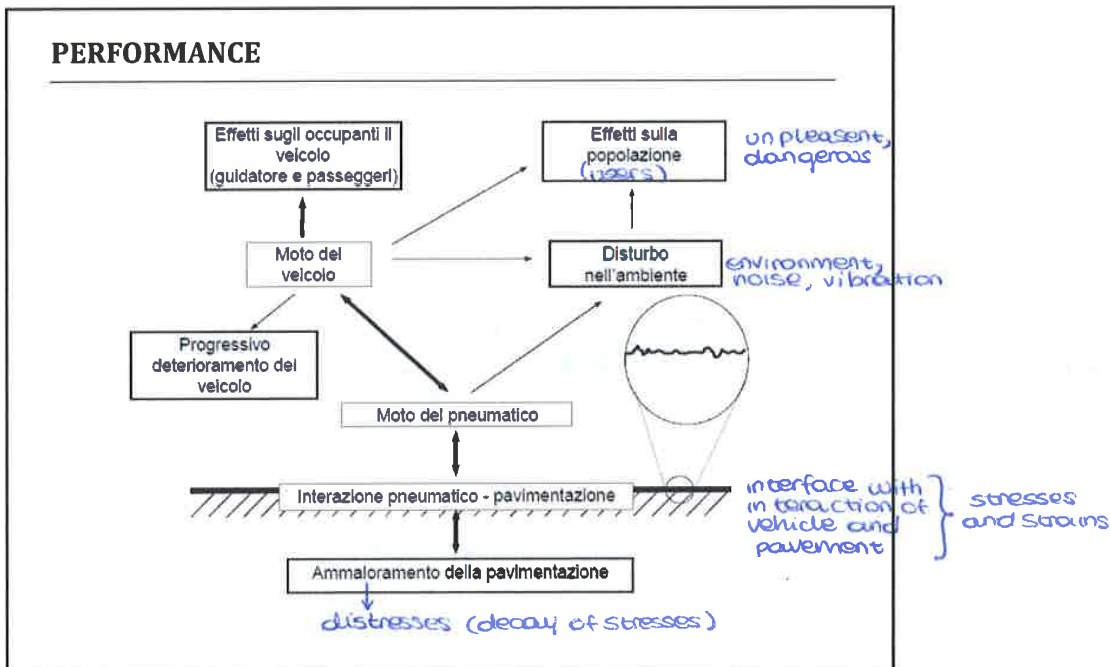 PERFORMANCE
Effetti sugli occupanti il
veicolo
(guidatore e passeggeri)
Effetti sulla
popolazione
(users)
unpleasent,
dangerous
Moto del
veicolo
Disturbo
nell'ambiente
environment,
noise, vibration
Progressivo
deterioramento del
veicolo
Moto del pneumatico
Interazione pneumatico - pavimentazione
interface with
interaction of
vehicle and
pavement
stresses
and strains
Ammaloramento della pavimentazione
distresses (decay of stresses)